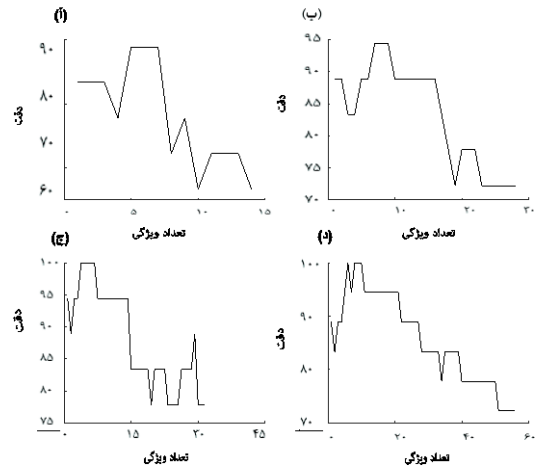 (أ)
(ب)
۹۰
۸۰
۷۰
۶۰
دقت
۰ ۵ ۱۰ ۱۵
تعداد ویژگی
۹۵
۹۰
۸۵
۸۰
۷۵
۷۰
دقت
۰ ۱۰ ۲۰ ۳۰
تعداد ویژگی
(ج)
(د)
۱۰۰
۹۵
۹۰
۸۵
۸۰
۷۵
دقت
۰ ۱۵ ۳۰ ۴۵
تعداد ویژگی
۱۰۰
۹۰
۸۰
۷۰
دقت
۰ ۲۰ ۴۰ ۶۰
تعداد ویژگی